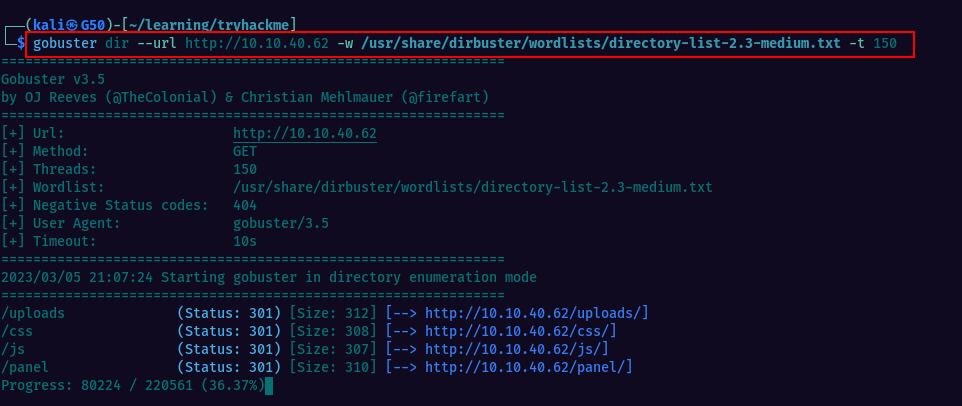 ┌──(kali㉿G50)-[~/learning/tryhackme]
└─$ gobuster dir --url http://10.10.40.62 -w /usr/share/dirbuster/wordlists/directory-list-2.3-medium.txt -t 150
===============================================================
Gobuster v3.5
by OJ Reeves (@TheColonial) & Christian Mehlmauer (@firefart)
===============================================================
[+] Url:                     http://10.10.40.62
[+] Method:                  GET
[+] Threads:                 150
[+] Wordlist:                /usr/share/dirbuster/wordlists/directory-list-2.3-medium.txt
[+] Negative Status codes:   404
[+] User Agent:              gobuster/3.5
[+] Timeout:                 10s
===============================================================
2023/03/05 21:07:24 Starting gobuster in directory enumeration mode
===============================================================
/uploads              (Status: 301) [Size: 312] [--> http://10.10.40.62/uploads/]
/css                  (Status: 301) [Size: 308] [--> http://10.10.40.62/css/]
/js                   (Status: 301) [Size: 307] [--> http://10.10.40.62/js/]
/panel                (Status: 301) [Size: 310] [--> http://10.10.40.62/panel/]
Progress: 80224 / 220561 (36.37%)